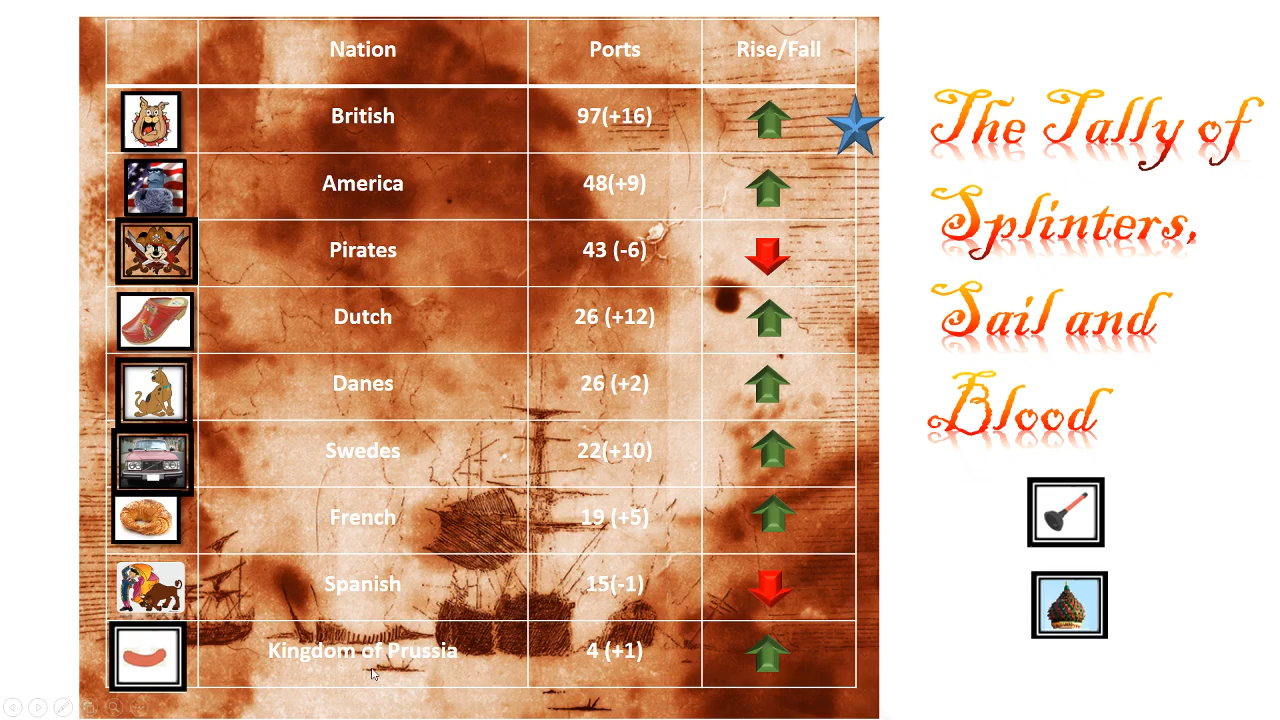 Nation Ports Rise/Fall
British 97(+16)
America 48(+9)
Pirates 43 (-6)
Dutch 26 (+12)
Danes 26 (+2)
Swedes 22(+10)
French 19 (+5)
Spanish 15(-1)
Kingdom of Prussia 4 (+1)
The Tally of
Splinters,
Sail and
Blood